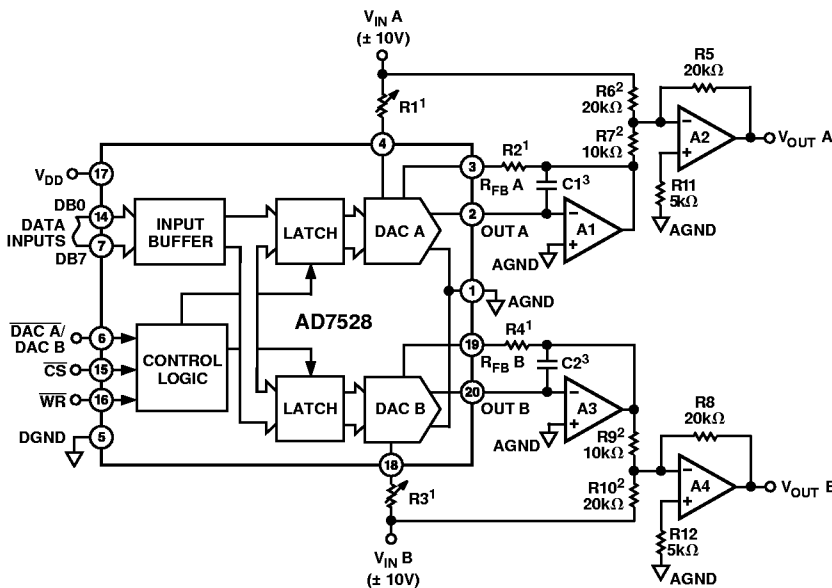 V_IN A
(± 10V)
R1¹
R6²
20kΩ
R7²
10kΩ
R5
20kΩ
A2
V_OUT A
R11
5kΩ
AGND
4
V_DD
17
3
R2¹
R_FB A
C1³
DB0
14
DATA
INPUTS
7
DB7
INPUT
BUFFER
LATCH
DAC A
2
OUT A
A1
AGND
1
AGND
AD7528
D̅A̅C̅ ̅A̅/
DAC B
6
C̅S̅
15
W̅R̅
16
DGND
5
CONTROL
LOGIC
LATCH
DAC B
19
R4¹
R_FB B
C2³
20
OUT B
A3
AGND
R9²
10kΩ
R10²
20kΩ
R8
20kΩ
A4
V_OUT B
R12
5kΩ
AGND
18
R3¹
V_IN B
(± 10V)